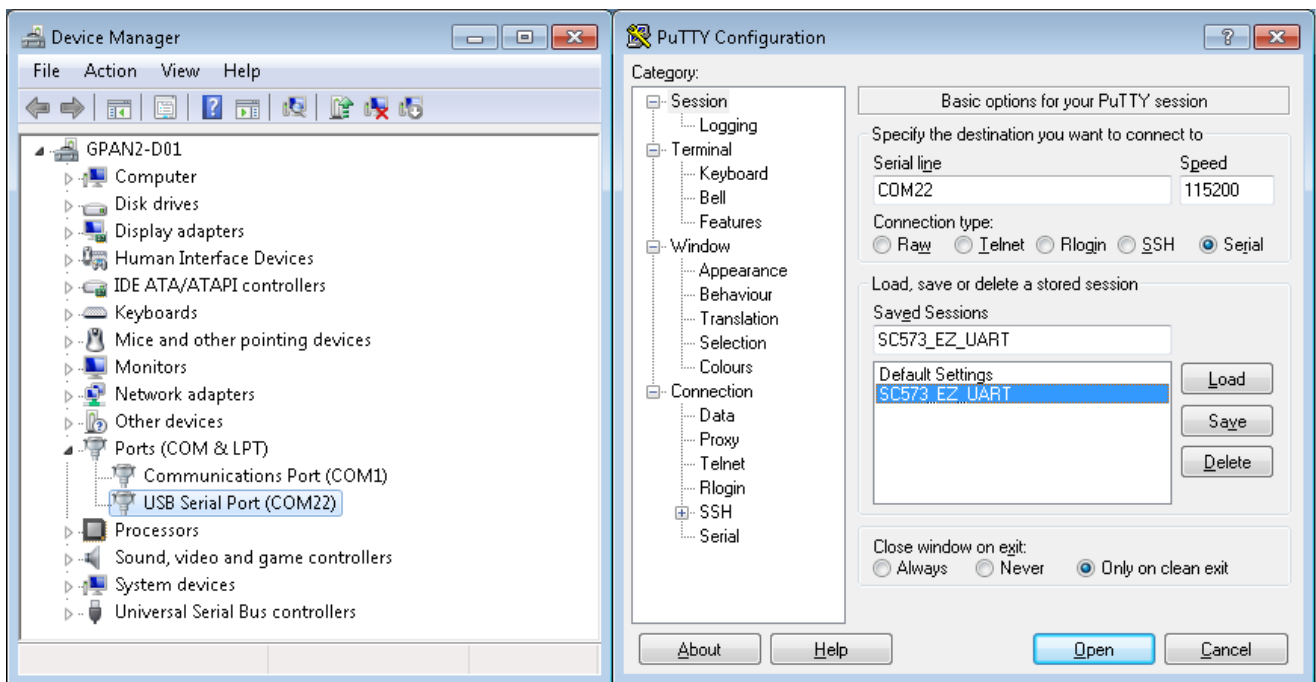 Device Manager
File Action View Help
GPAN2-D01
Computer
Disk drives
Display adapters
Human Interface Devices
IDE ATA/ATAPI controllers
Keyboards
Mice and other pointing devices
Monitors
Network adapters
Other devices
Ports (COM & LPT)
Communications Port (COM1)
USB Serial Port (COM22)
Processors
Sound, video and game controllers
System devices
Universal Serial Bus controllers
PuTTY Configuration
Category:
Session
Logging
Terminal
Keyboard
Bell
Features
Window
Appearance
Behaviour
Translation
Selection
Colours
Connection
Data
Proxy
Telnet
Rlogin
SSH
Serial
Basic options for your PuTTY session
Specify the destination you want to connect to
Serial line Speed
COM22 115200
Connection type:
Raw Telnet Rlogin SSH Serial
Load, save or delete a stored session
Saved Sessions
SC573_EZ_UART
Default Settings
SC573_EZ_UART
Load
Save
Delete
Close window on exit:
Always Never Only on clean exit
About Help Open Cancel